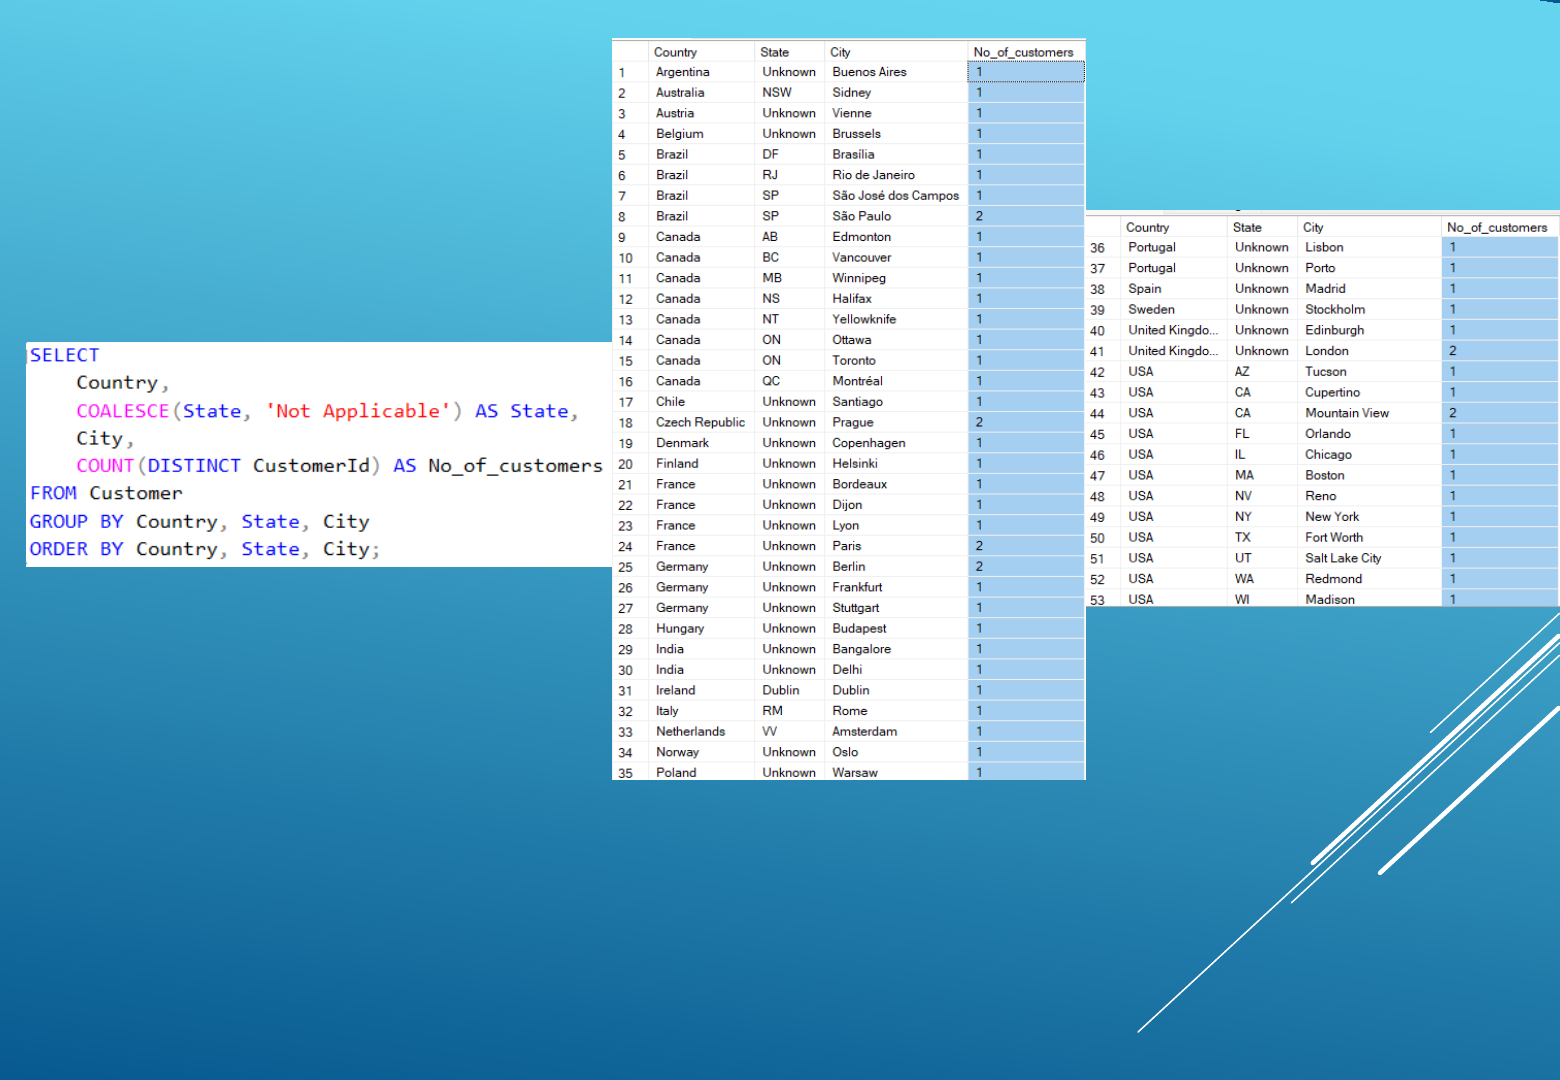 SELECT
Country,
COALESCE(State, 'Not Applicable') AS State,
City,
COUNT(DISTINCT CustomerId) AS No_of_customers
FROM Customer
GROUP BY Country, State, City
ORDER BY Country, State, City;
Country State City No_of_customers
1 Argentina Unknown Buenos Aires 1
2 Australia NSW Sidney 1
3 Austria Unknown Vienne 1
4 Belgium Unknown Brussels 1
5 Brazil DF Brasília 1
6 Brazil RJ Rio de Janeiro 1
7 Brazil SP São José dos Campos 1
8 Brazil SP São Paulo 2
9 Canada AB Edmonton 1
10 Canada BC Vancouver 1
11 Canada MB Winnipeg 1
12 Canada NS Halifax 1
13 Canada NT Yellowknife 1
14 Canada ON Ottawa 1
15 Canada ON Toronto 1
16 Canada QC Montréal 1
17 Chile Unknown Santiago 1
18 Czech Republic Unknown Prague 2
19 Denmark Unknown Copenhagen 1
20 Finland Unknown Helsinki 1
21 France Unknown Bordeaux 1
22 France Unknown Dijon 1
23 France Unknown Lyon 1
24 France Unknown Paris 2
25 Germany Unknown Berlin 2
26 Germany Unknown Frankfurt 1
27 Germany Unknown Stuttgart 1
28 Hungary Unknown Budapest 1
29 India Unknown Bangalore 1
30 India Unknown Delhi 1
31 Ireland Dublin Dublin 1
32 Italy RM Rome 1
33 Netherlands VV Amsterdam 1
34 Norway Unknown Oslo 1
35 Poland Unknown Warsaw 1
Country State City No_of_customers
36 Portugal Unknown Lisbon 1
37 Portugal Unknown Porto 1
38 Spain Unknown Madrid 1
39 Sweden Unknown Stockholm 1
40 United Kingdo... Unknown Edinburgh 1
41 United Kingdo... Unknown London 2
42 USA AZ Tucson 1
43 USA CA Cupertino 1
44 USA CA Mountain View 2
45 USA FL Orlando 1
46 USA IL Chicago 1
47 USA MA Boston 1
48 USA NV Reno 1
49 USA NY New York 1
50 USA TX Fort Worth 1
51 USA UT Salt Lake City 1
52 USA WA Redmond 1
53 USA WI Madison 1